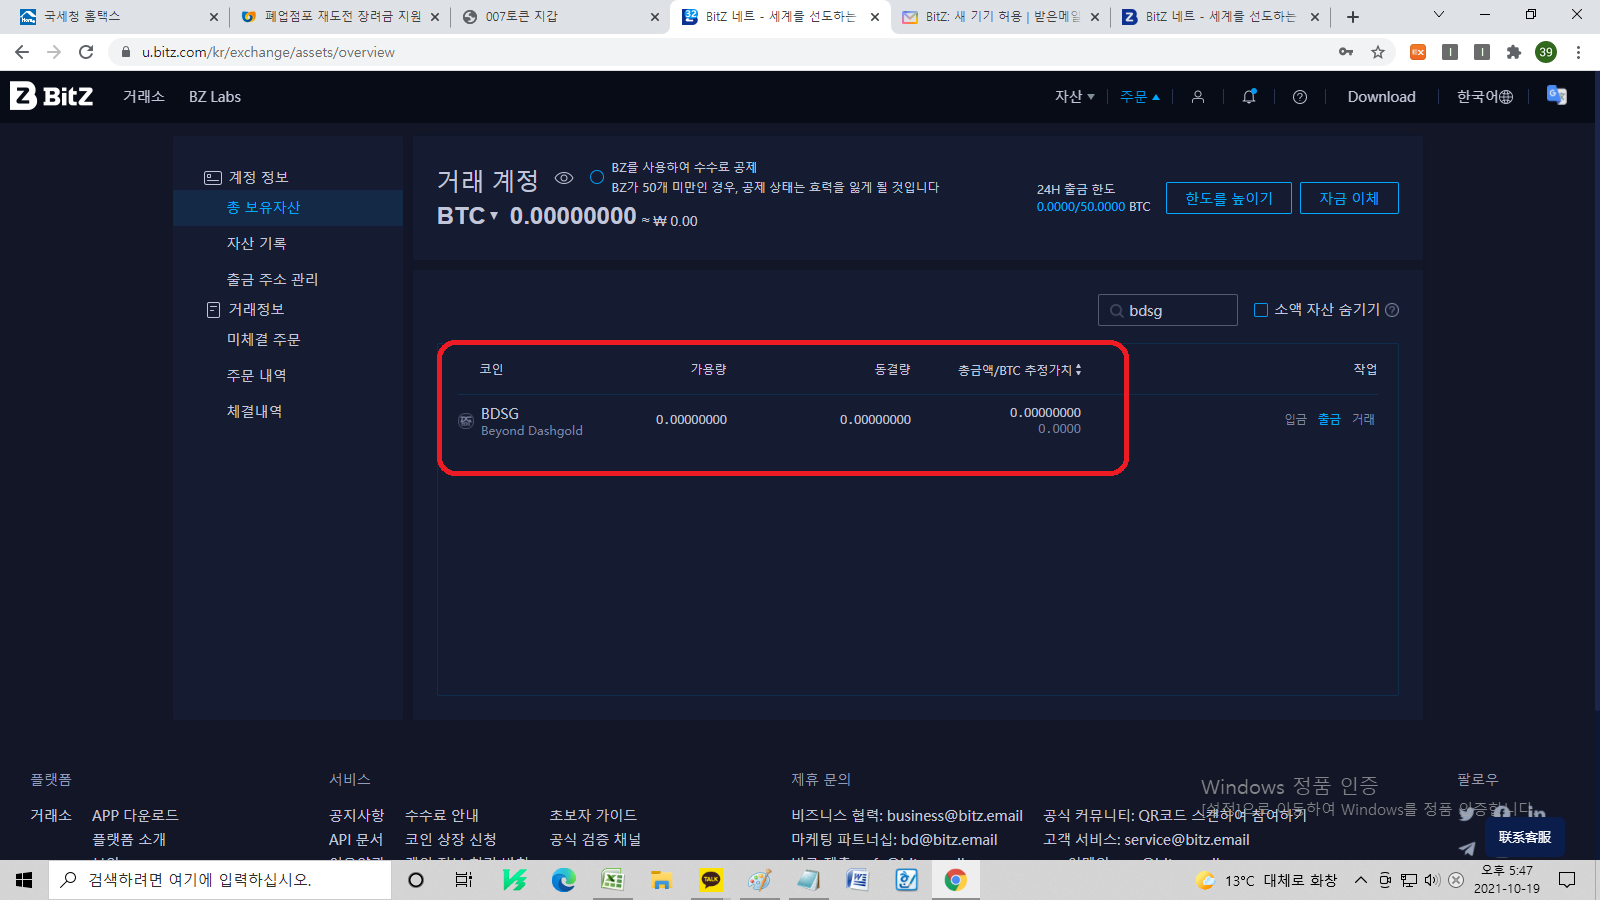 국세청 홈택스
폐업점포 재도전 장려금 지원
007토큰 지갑
BitZ 네트 - 세계를 선도하는
BitZ: 새 기기 허용 | 받은메일
BitZ 네트 - 세계를 선도하는
u.bitz.com/kr/exchange/assets/overview
39
BitZ
거래소
BZ Labs
자산
주문
Download
한국어
계정 정보
총 보유자산
자산 기록
출금 주소 관리
거래정보
미체결 주문
주문 내역
체결내역
거래 계정
BZ를 사용하여 수수료 공제
BZ가 50개 미만인 경우, 공제 상태는 효력을 잃게 될 것입니다
BTC 0.00000000 ≈ ₩ 0.00
24H 출금 한도
0.0000/50.0000 BTC
한도를 높이기
자금 이체
bdsg
소액 자산 숨기기
코인 가용량 동결량 총금액/BTC 추정가치 작업
BDSG 0.00000000 0.00000000 0.00000000 입금 출금 거래
Beyond Dashgold 0.0000
플랫폼 서비스 제휴 문의 팔로우
거래소 APP 다운로드 공지사항 수수료 안내 초보자 가이드 비즈니스 협력: business@bitz.email 공식 커뮤니티: QR코드 스캔하여 참여하기
플랫폼 소개 API 문서 코인 상장 신청 공식 검증 채널 마케팅 파트너십: bd@bitz.email 고객 서비스: service@bitz.email
Windows 정품 인증
[설정]으로 이동하여 Windows를 정품 인증합니다.
联系客服
검색하려면 여기에 입력하십시오.
TALK
13°C 대체로 화창
오후 5:47
2021-10-19